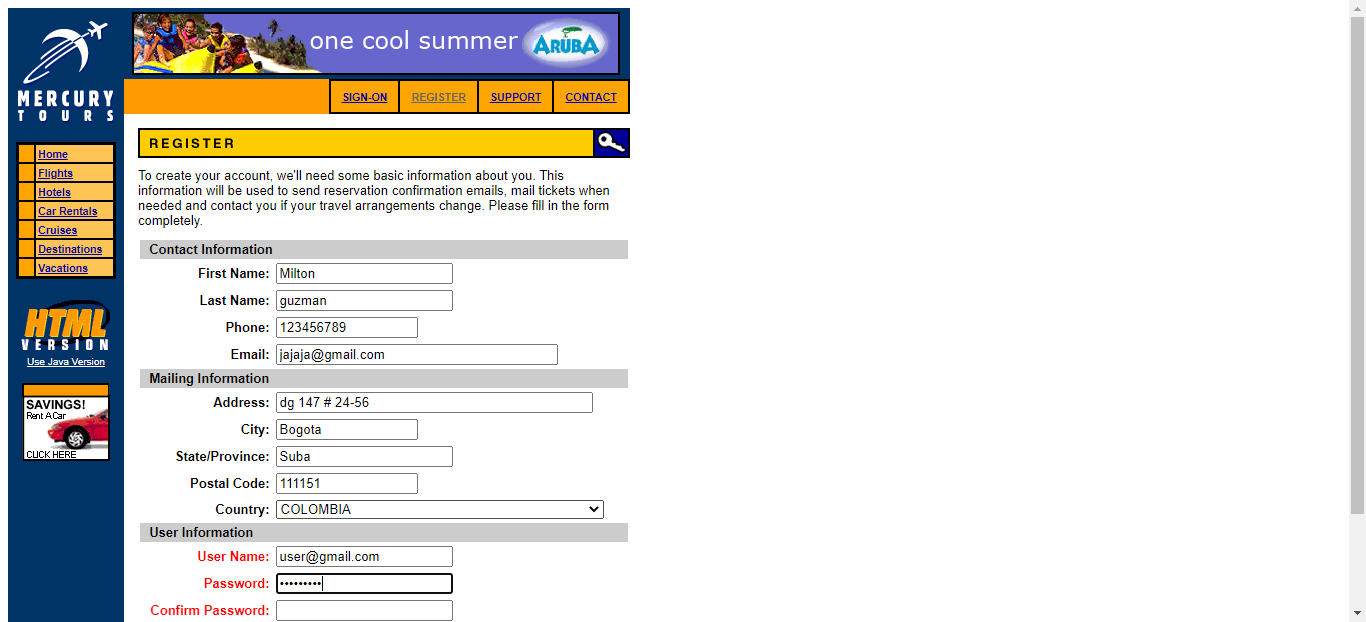 one cool summer ARUBA
MERCURY
TOURS
SIGN-ON REGISTER SUPPORT CONTACT
Home
Flights
Hotels
Car Rentals
Cruises
Destinations
Vacations
HTML
VERSION
Use Java Version
SAVINGS!
Rent A Car
CLICK HERE
REGISTER
To create your account, we'll need some basic information about you. This
information will be used to send reservation confirmation emails, mail tickets when
needed and contact you if your travel arrangements change. Please fill in the form
completely.
Contact Information
First Name: Milton
Last Name: guzman
Phone: 123456789
Email: jajaja@gmail.com
Mailing Information
Address: dg 147 # 24-56
City: Bogota
State/Province: Suba
Postal Code: 111151
Country: COLOMBIA
User Information
User Name: user@gmail.com
Password: •••••••••
Confirm Password: